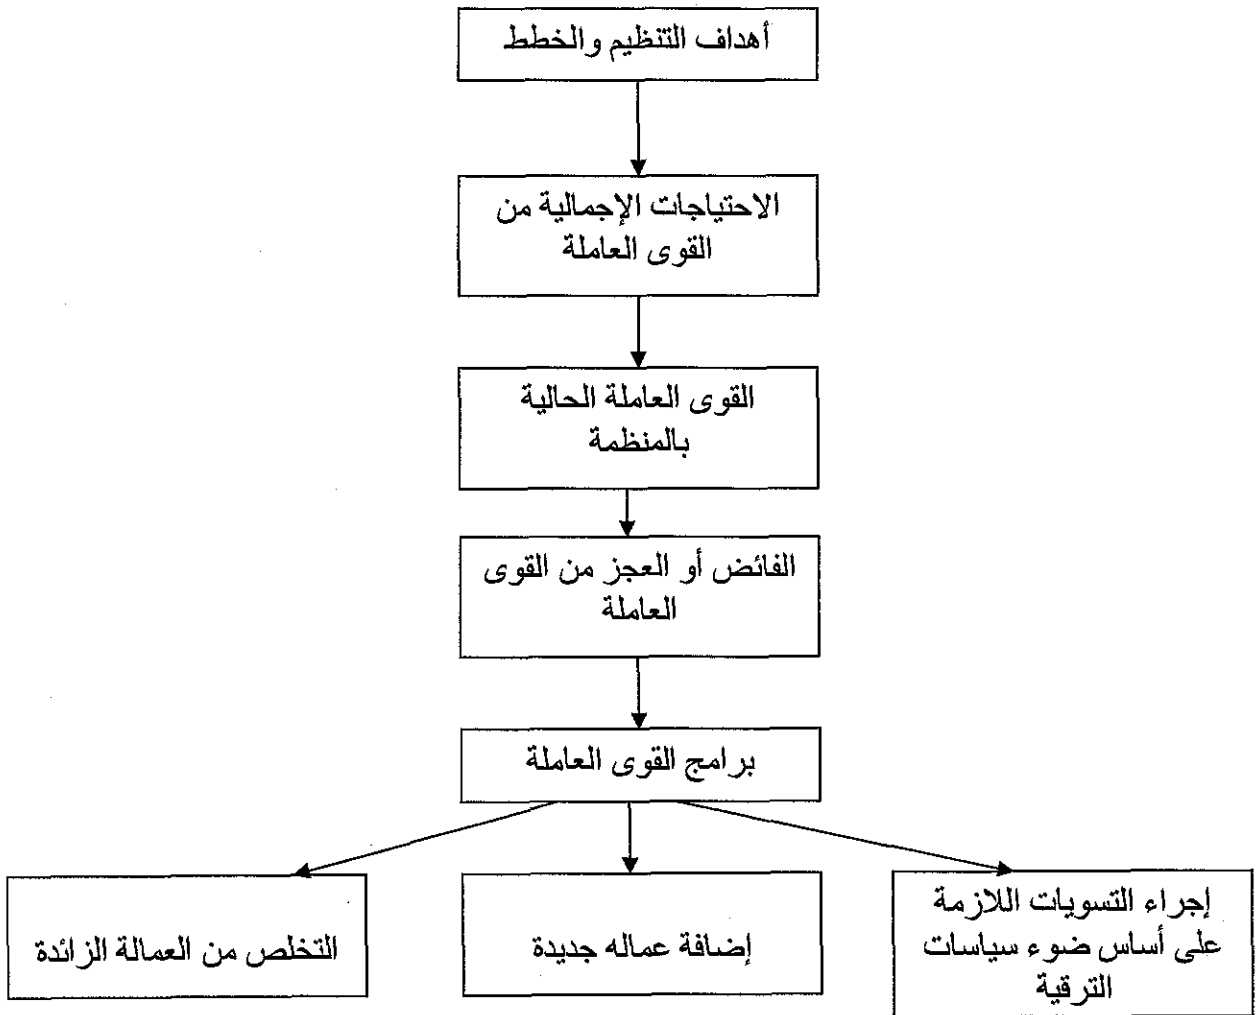 أهداف التنظيم والخطط
الاحتياجات الإجمالية من
القوى العاملة
القوى العاملة الحالية
بالمنظمة
الفائض أو العجز من القوى
العاملة
برامج القوى العاملة
إجراء التسويات اللازمة
على أساس ضوء سياسات
الترقية
إضافة عماله جديدة
التخلص من العمالة الزائدة